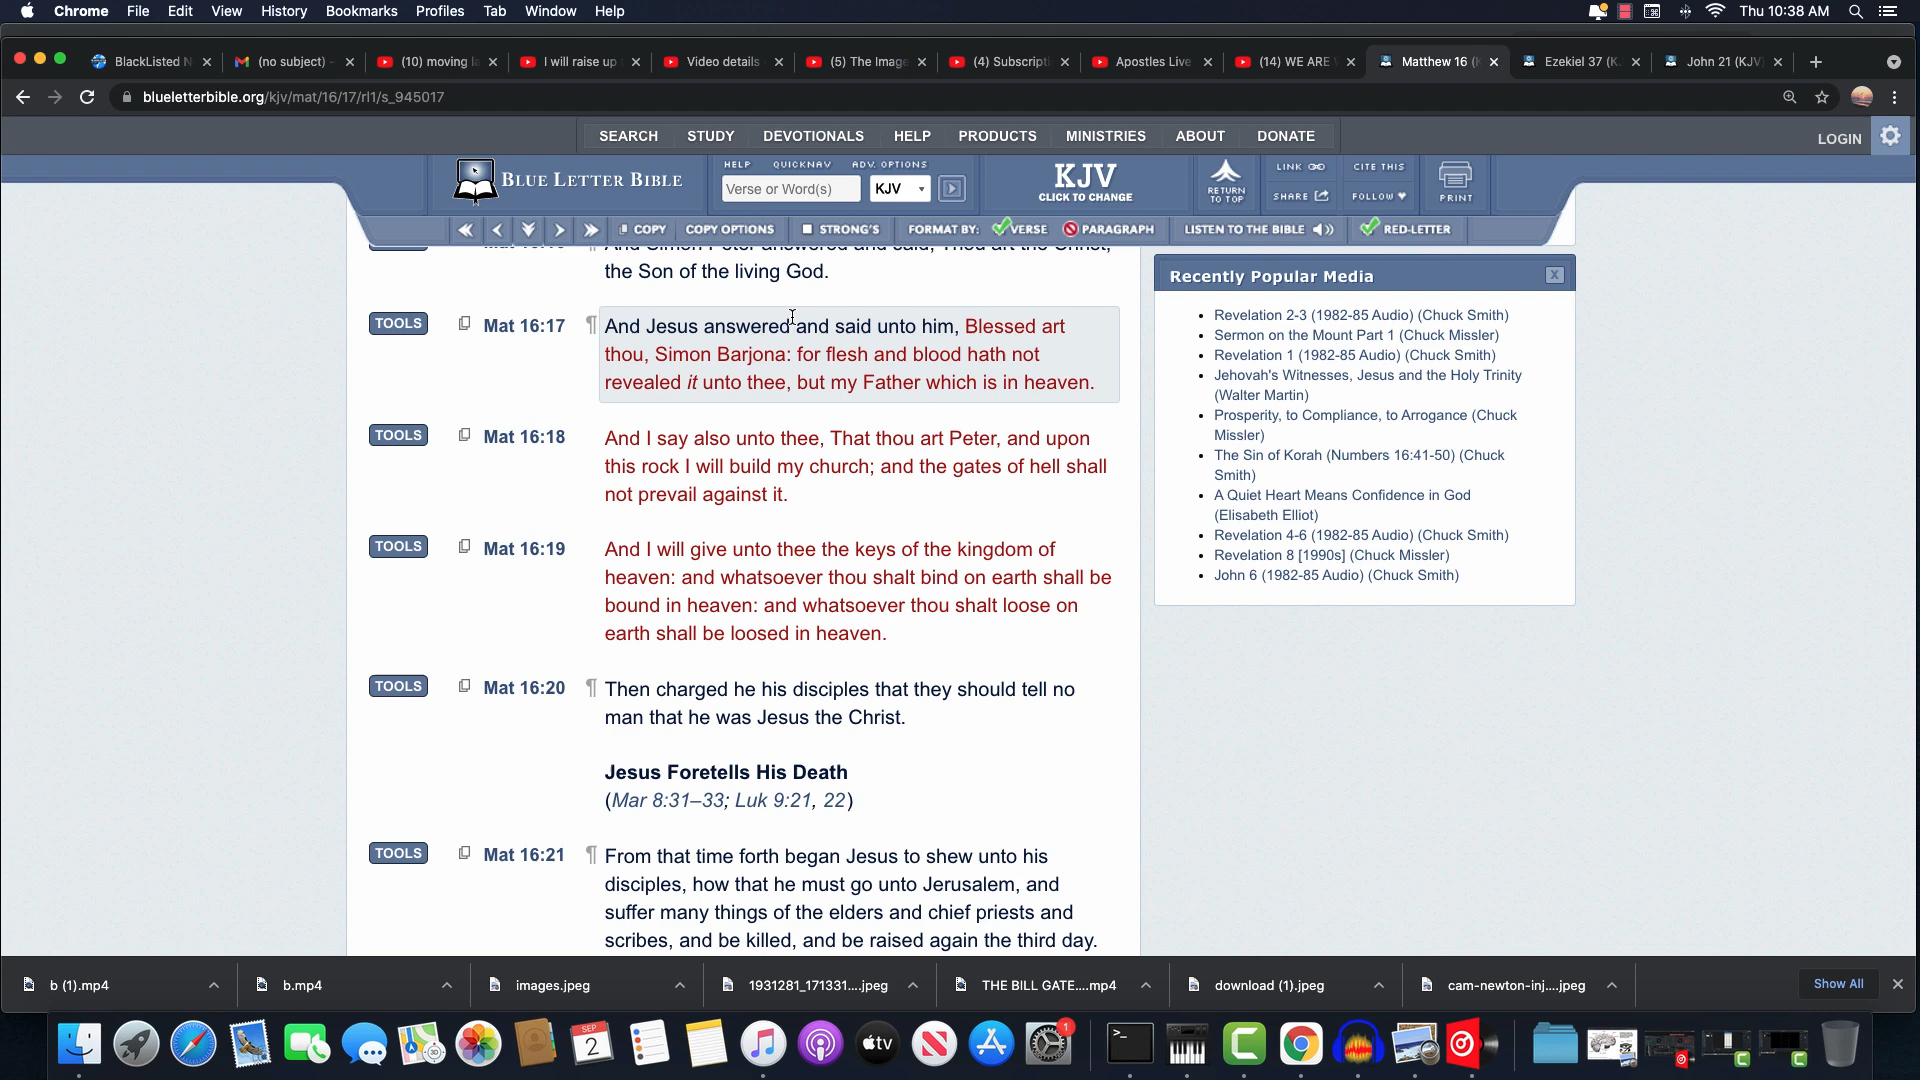 Chrome File Edit View History Bookmarks Profiles Tab Window Help Thu 10:38 AM
BlackListed N (no subject) - (10) moving la I will raise up Video details (5) The Image (4) Subscripti Apostles Live (14) WE ARE Matthew 16 (K Ezekiel 37 (K John 21 (KJV)
blueletterbible.org/kjv/mat/16/17/rl1/s_945017
SEARCH STUDY DEVOTIONALS HELP PRODUCTS MINISTRIES ABOUT DONATE LOGIN
HELP QUICKNAV ADV. OPTIONS
BLUE LETTER BIBLE
Verse or Word(s) KJV
KJV
CLICK TO CHANGE
RETURN
TO TOP
LINK CITE THIS
SHARE FOLLOW
PRINT
COPY COPY OPTIONS STRONG'S FORMAT BY: VERSE PARAGRAPH LISTEN TO THE BIBLE RED-LETTER
And Simon Peter answered and said, Thou art the Christ,
the Son of the living God.
TOOLS Mat 16:17 ¶ And Jesus answered and said unto him, Blessed art
thou, Simon Barjona: for flesh and blood hath not
revealed it unto thee, but my Father which is in heaven.
TOOLS Mat 16:18 And I say also unto thee, That thou art Peter, and upon
this rock I will build my church; and the gates of hell shall
not prevail against it.
TOOLS Mat 16:19 And I will give unto thee the keys of the kingdom of
heaven: and whatsoever thou shalt bind on earth shall be
bound in heaven: and whatsoever thou shalt loose on
earth shall be loosed in heaven.
TOOLS Mat 16:20 ¶ Then charged he his disciples that they should tell no
man that he was Jesus the Christ.
Jesus Foretells His Death
(Mar 8:31–33; Luk 9:21, 22)
TOOLS Mat 16:21 ¶ From that time forth began Jesus to shew unto his
disciples, how that he must go unto Jerusalem, and
suffer many things of the elders and chief priests and
scribes, and be killed, and be raised again the third day.
Recently Popular Media x
Revelation 2-3 (1982-85 Audio) (Chuck Smith)
Sermon on the Mount Part 1 (Chuck Missler)
Revelation 1 (1982-85 Audio) (Chuck Smith)
Jehovah's Witnesses, Jesus and the Holy Trinity
(Walter Martin)
Prosperity, to Compliance, to Arrogance (Chuck
Missler)
The Sin of Korah (Numbers 16:41-50) (Chuck
Smith)
A Quiet Heart Means Confidence in God
(Elisabeth Elliot)
Revelation 4-6 (1982-85 Audio) (Chuck Smith)
Revelation 8 [1990s] (Chuck Missler)
John 6 (1982-85 Audio) (Chuck Smith)
b (1).mp4 b.mp4 images.jpeg 1931281_171331....jpeg THE BILL GATE....mp4 download (1).jpeg cam-newton-inj....jpeg Show All
SEP
2
tv
1